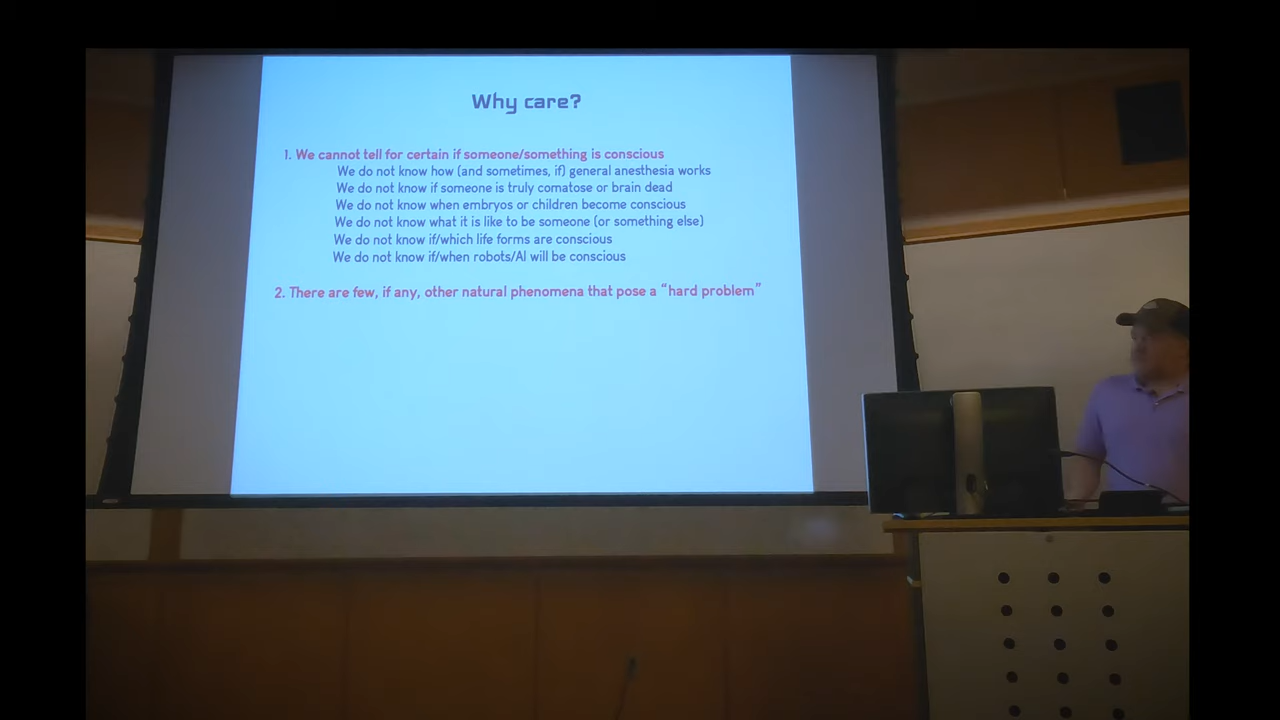 Why care?
1. We cannot tell for certain if someone/something is conscious
We do not know how (and sometimes, if) general anesthesia works
We do not know if someone is truly comatose or brain dead
We do not know when embryos or children become conscious
We do not know what it is like to be someone (or something else)
We do not know if/which life forms are conscious
We do not know if/when robots/AI will be conscious
2. There are few, if any, other natural phenomena that pose a “hard problem”